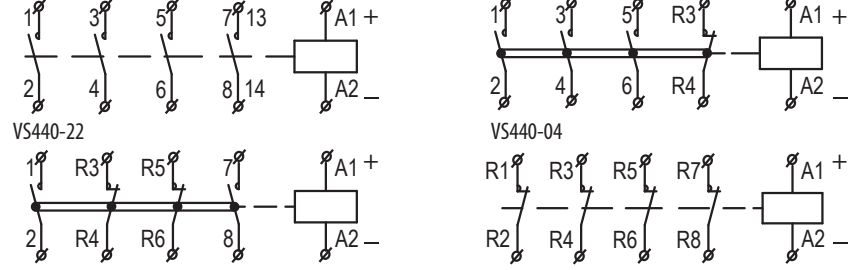 1 3 5 7 13 A1 +
2 4 6 8 14 A2 –
1 3 5 R3 A1 +
2 4 6 R4 A2 –
VS440-22
1 R3 R5 7 A1 +
2 R4 R6 8 A2 –
VS440-04
R1 R3 R5 R7 A1 +
R2 R4 R6 R8 A2 –